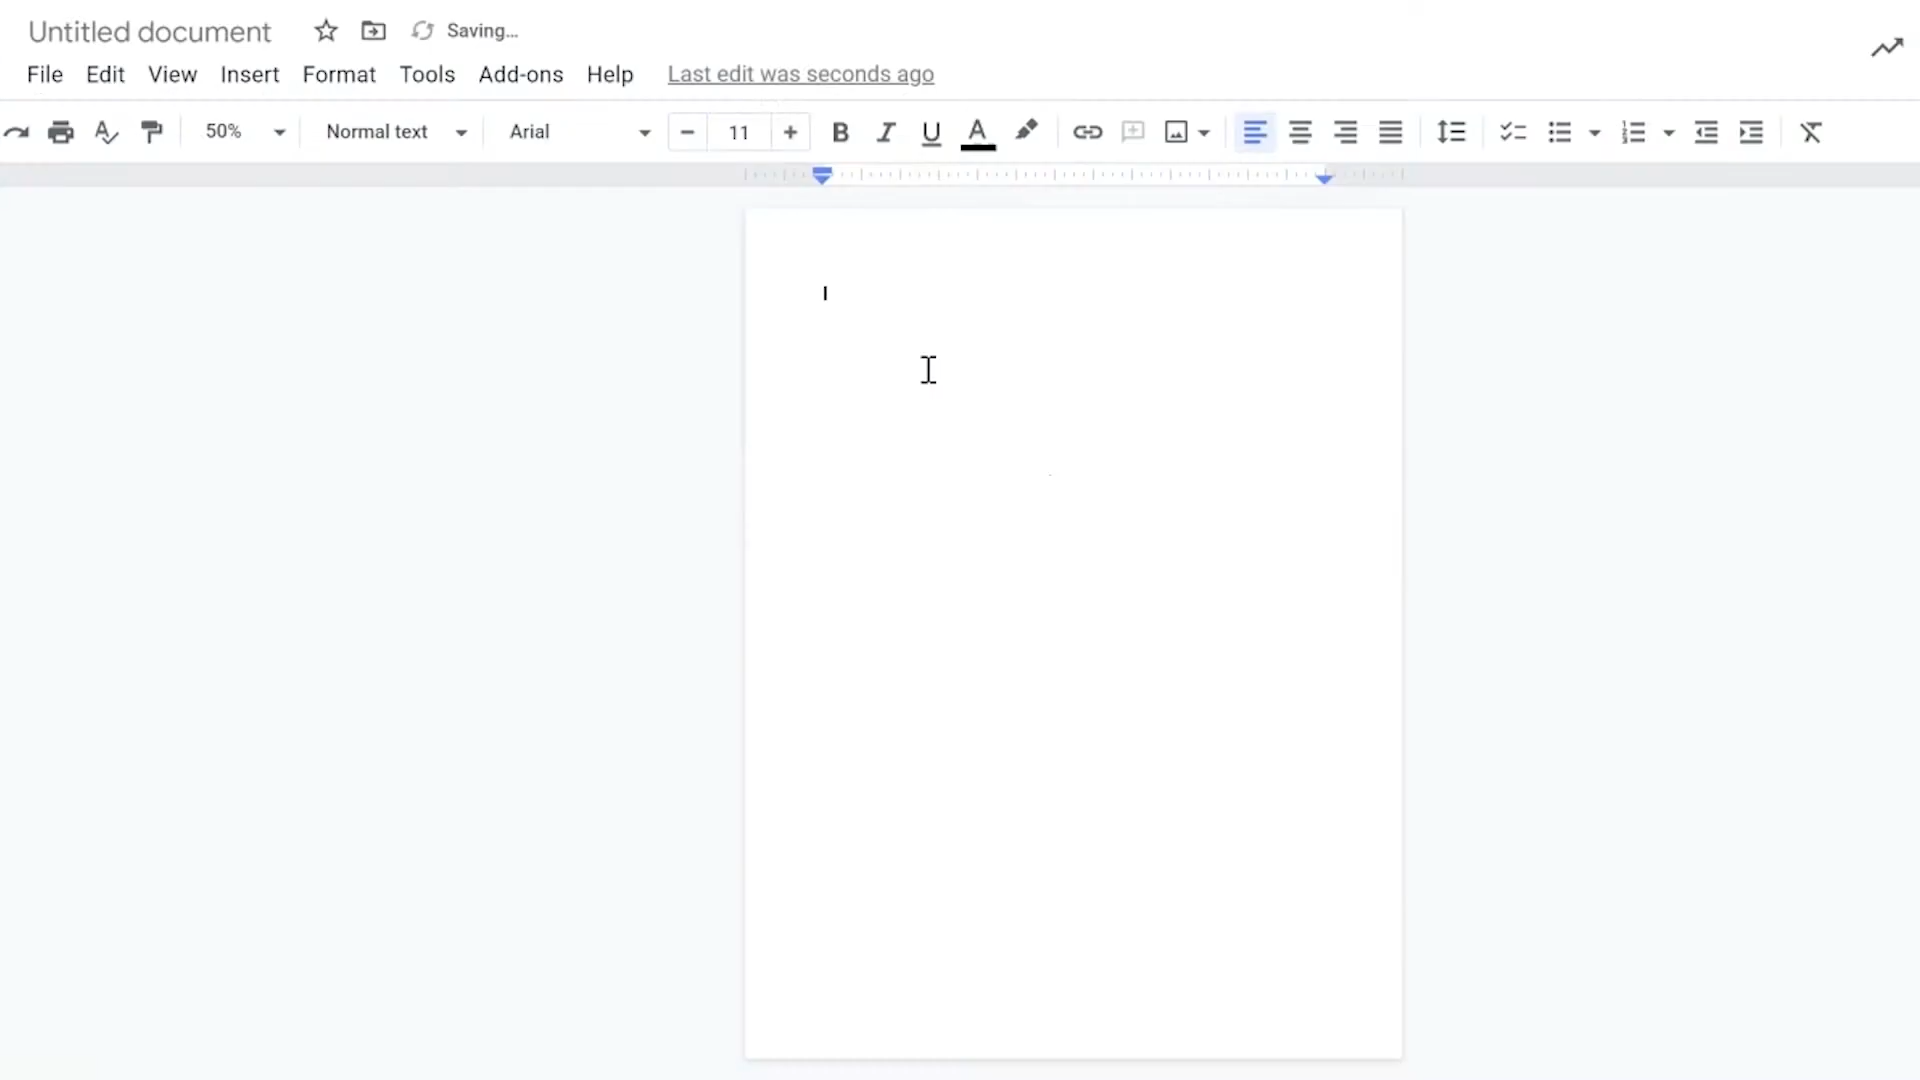 Untitled document Saving...
File Edit View Insert Format Tools Add-ons Help Last edit was seconds ago
50% Normal text Arial 11 B I U A